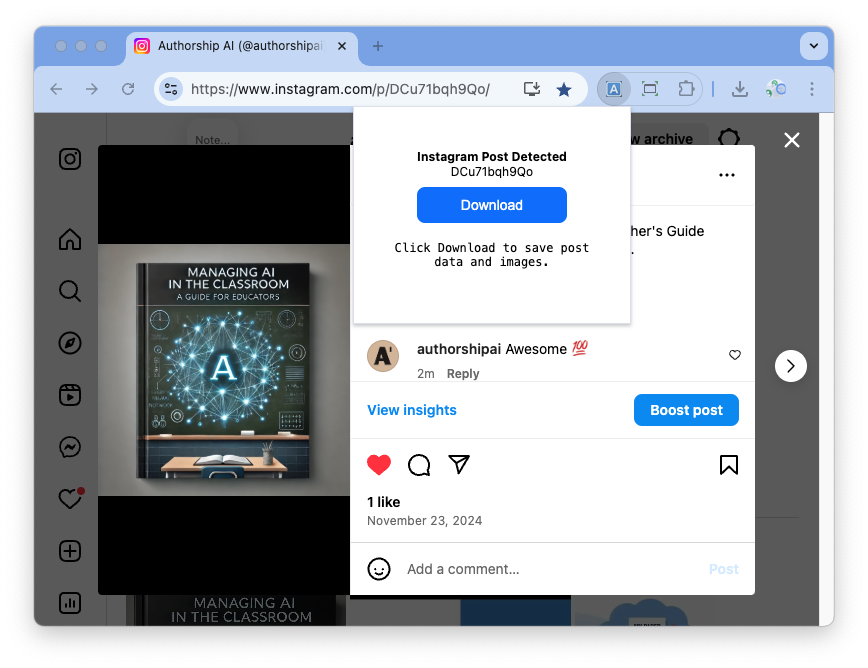 Authorship AI (@authorshipai
https://www.instagram.com/p/DCu71bqh9Qo/
Note...
w archive
Instagram Post Detected
DCu71bqh9Qo
Download
Click Download to save post
data and images.
her's Guide
.
MANAGING AI
IN THE CLASSROOM
A GUIDE FOR EDUCATORS
A
authorshipai Awesome 💯
2m Reply
View insights
Boost post
1 like
November 23, 2024
Add a comment...
Post
MANAGING AI
IN THE CLASSROOM